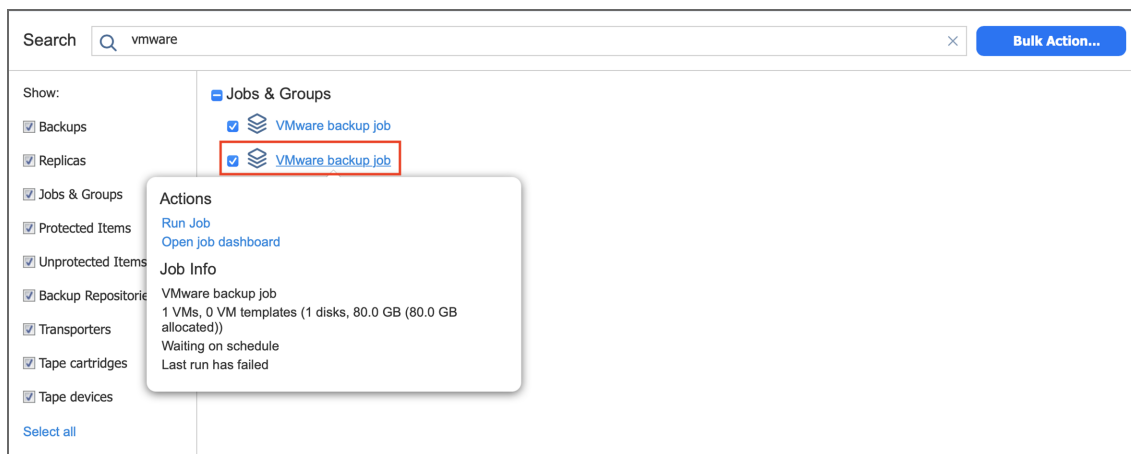 Search
vmware
Bulk Action...
Show:
Backups
Replicas
Jobs & Groups
Protected Items
Unprotected Items
Backup Repositorie
Transporters
Tape cartridges
Tape devices
Select all
Jobs & Groups
VMware backup job
VMware backup job
Actions
Run Job
Open job dashboard
Job Info
VMware backup job
1 VMs, 0 VM templates (1 disks, 80.0 GB (80.0 GB
allocated))
Waiting on schedule
Last run has failed